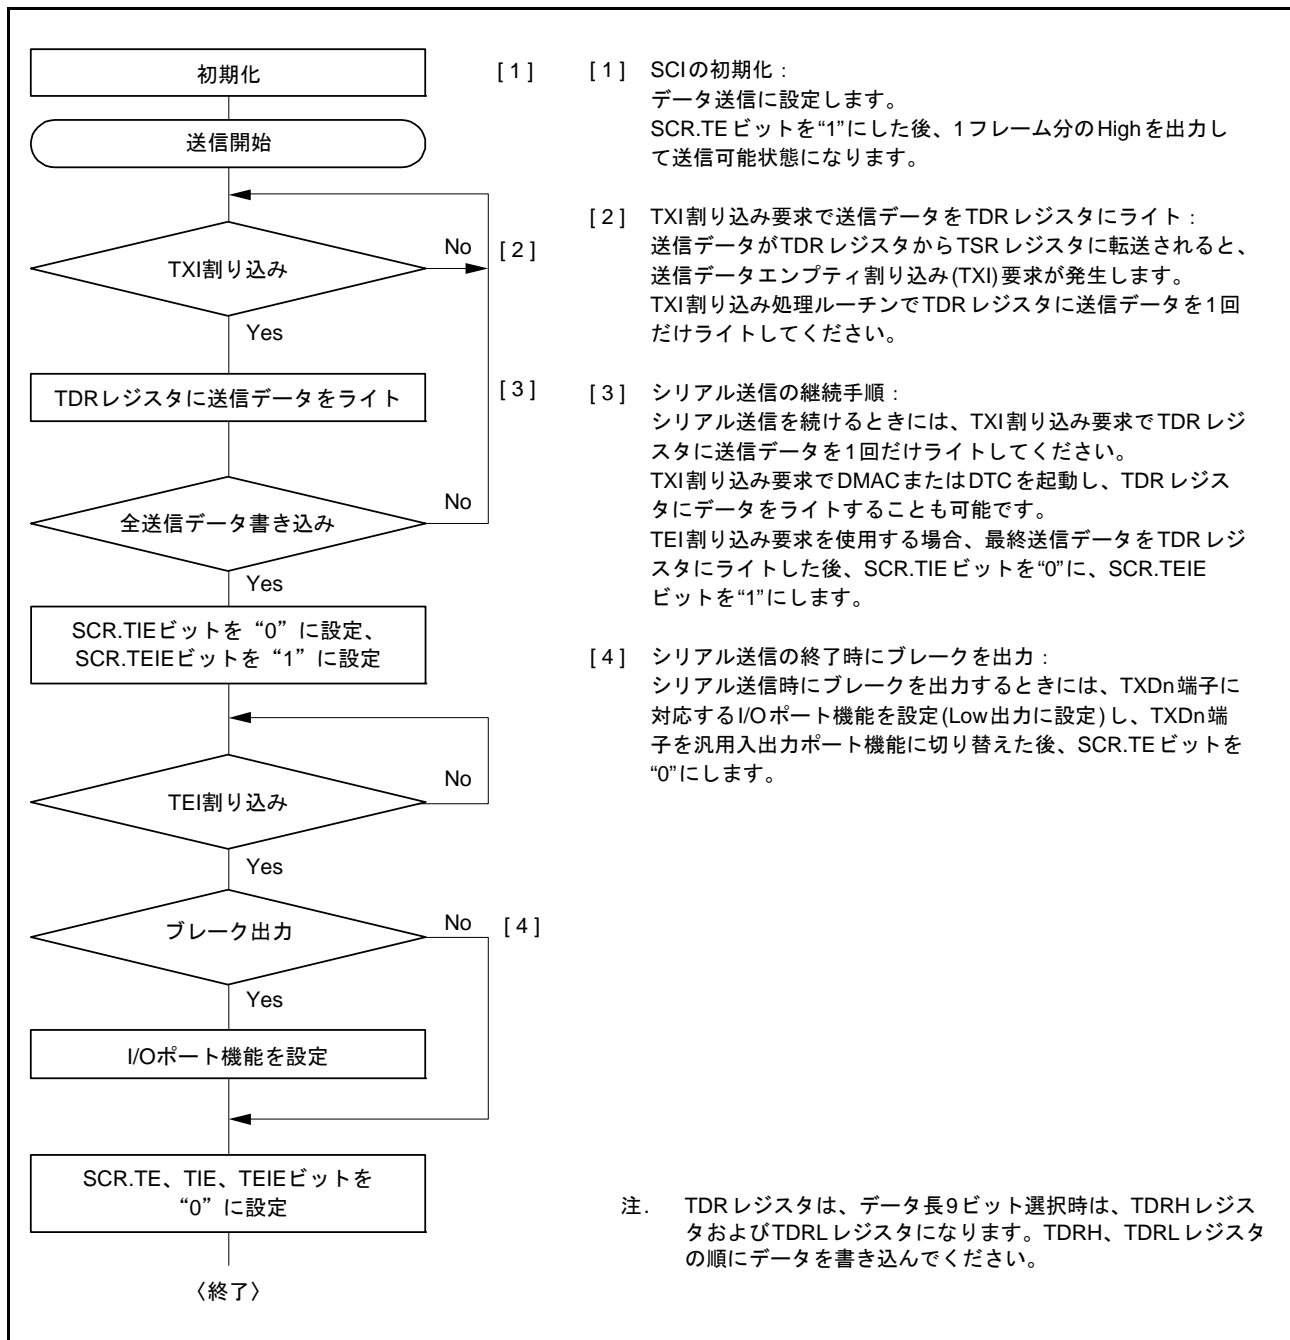 初期化
[ 1 ]
送信開始
TXI割り込み
No
[ 2 ]
Yes
TDRレジスタに送信データをライト
[ 3 ]
全送信データ書き込み
No
Yes
SCR.TIEビットを“0”に設定、
SCR.TEIEビットを“1”に設定
TEI割り込み
No
Yes
ブレーク出力
No
[ 4 ]
Yes
I/Oポート機能を設定
SCR.TE、TIE、TEIEビットを
“0”に設定
〈終了〉
[ 1 ] SCIの初期化：
データ送信に設定します。
SCR.TEビットを“1”にした後、1フレーム分のHighを出力し
て送信可能状態になります。
[ 2 ] TXI割り込み要求で送信データをTDRレジスタにライト：
送信データがTDRレジスタからTSRレジスタに転送されると、
送信データエンプティ割り込み(TXI)要求が発生します。
TXI割り込み処理ルーチンでTDRレジスタに送信データを1回
だけライトしてください。
[ 3 ] シリアル送信の継続手順：
シリアル送信を続けるときには、TXI割り込み要求でTDRレジ
スタに送信データを1回だけライトしてください。
TXI割り込み要求でDMACまたはDTCを起動し、TDRレジス
タにデータをライトすることも可能です。
TEI割り込み要求を使用する場合、最終送信データをTDRレジ
スタにライトした後、SCR.TIEビットを“0”に、SCR.TEIE
ビットを“1”にします。
[ 4 ] シリアル送信の終了時にブレークを出力：
シリアル送信時にブレークを出力するときには、TXDn端子に
対応するI/Oポート機能を設定(Low出力に設定)し、TXDn端
子を汎用入出力ポート機能に切り替えた後、SCR.TEビットを
“0”にします。
注. TDRレジスタは、データ長9ビット選択時は、TDRHレジス
タおよびTDRLレジスタになります。TDRH、TDRLレジスタ
の順にデータを書き込んでください。